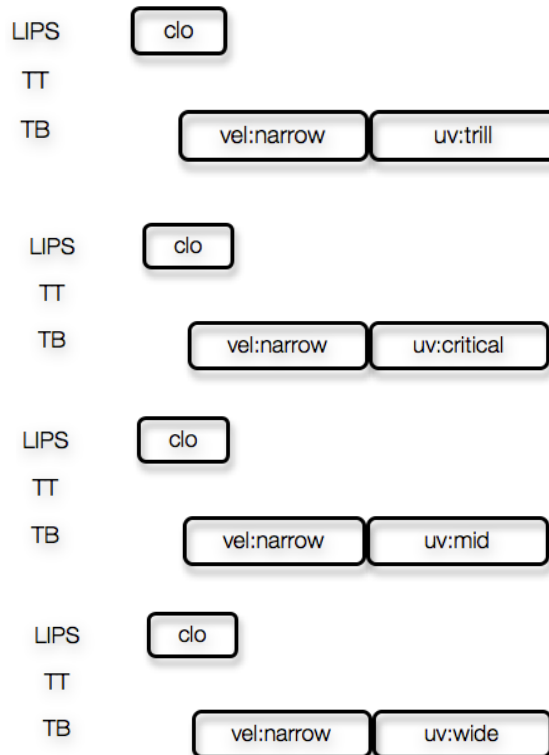 LIPS clo
TT
TB vel:narrow uv:trill
LIPS clo
TT
TB vel:narrow uv:critical
LIPS clo
TT
TB vel:narrow uv:mid
LIPS clo
TT
TB vel:narrow uv:wide